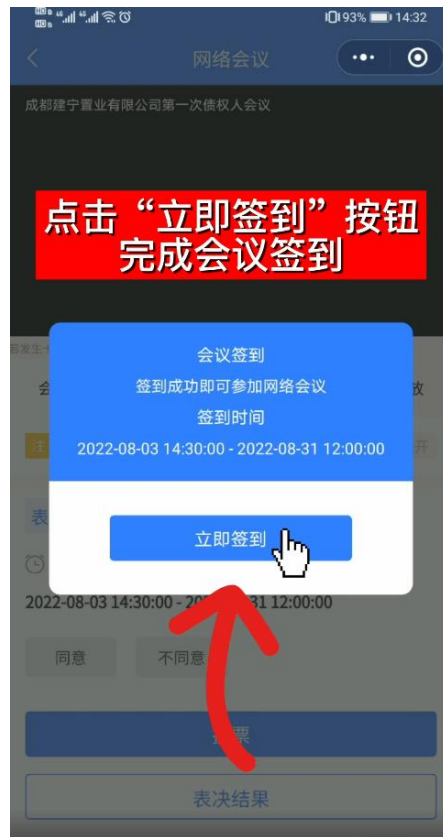 93% 14:32
网络会议
成都建宁置业有限公司第一次债权人会议
点击“立即签到”按钮
完成会议签到
会议签到
签到成功即可参加网络会议
签到时间
2022-08-03 14:30:00 - 2022-08-31 12:00:00
立即签到
2022-08-03 14:30:00 - 31 12:00:00
同意 不同意
票
表决结果